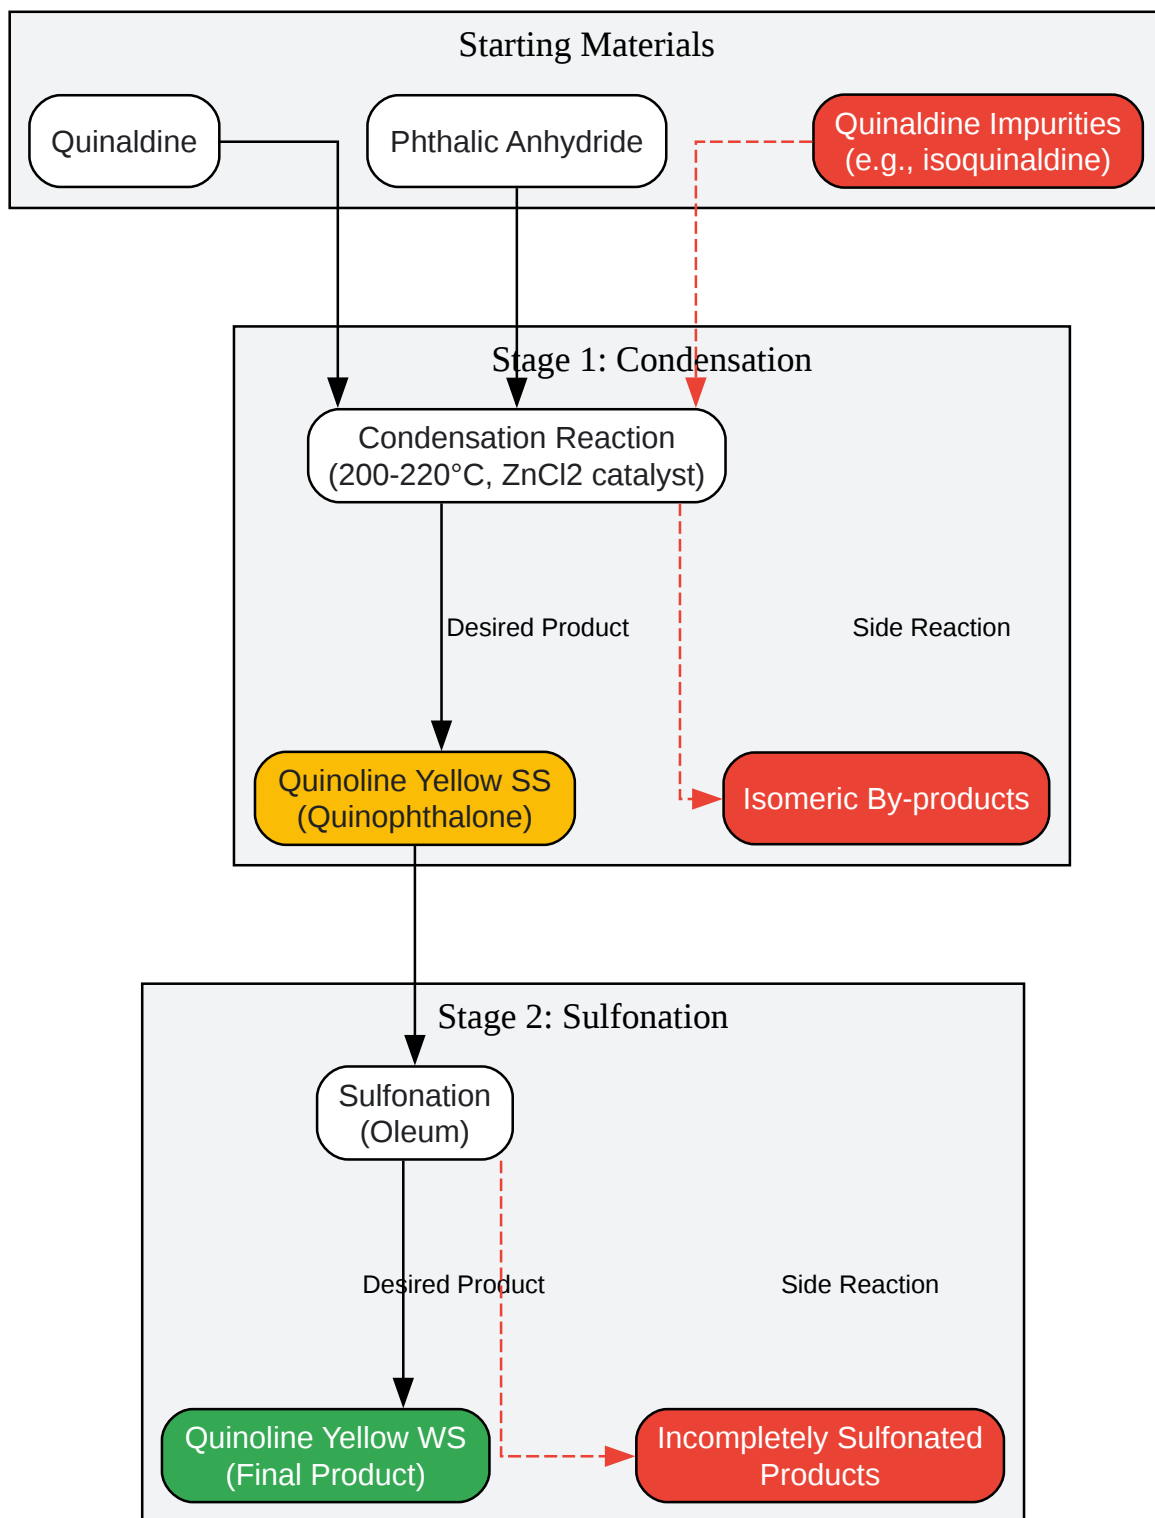 Starting Materials
Quinaldine
Phthalic Anhydride
Quinaldine Impurities
(e.g., isoquinaldine)
Stage 1: Condensation
Condensation Reaction
(200-220°C, ZnCl2 catalyst)
Desired Product
Side Reaction
Quinoline Yellow SS
(Quinophthalone)
Isomeric By-products
Stage 2: Sulfonation
Sulfonation
(Oleum)
Desired Product
Side Reaction
Quinoline Yellow WS
(Final Product)
Incompletely Sulfonated
Products